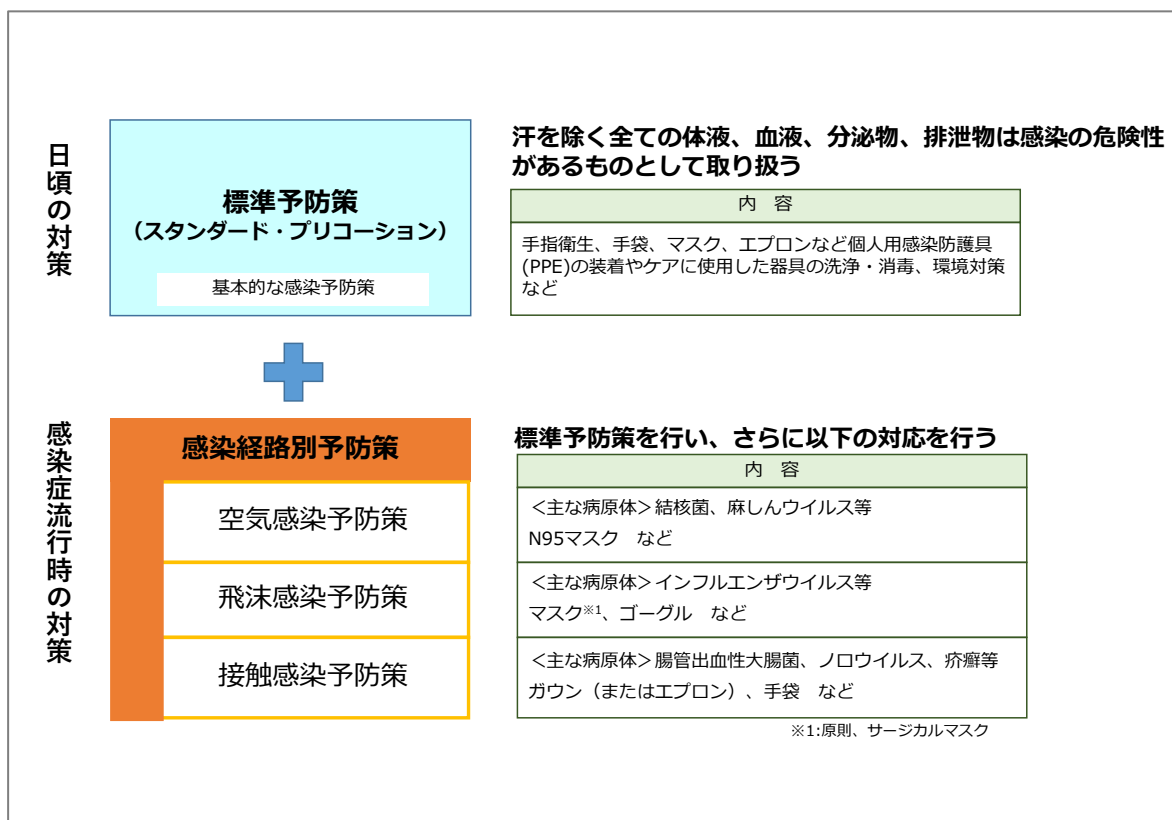 日頃の対策
標準予防策
（スタンダード・プリコーション）
基本的な感染予防策
汗を除く全ての体液、血液、分泌物、排泄物は感染の危険性
があるものとして取り扱う
内　容
手指衛生、手袋、マスク、エプロンなど個人用感染防護具
(PPE)の装着やケアに使用した器具の洗浄・消毒、環境対策
など
感染症流行時の対策
感染経路別予防策
空気感染予防策
飛沫感染予防策
接触感染予防策
標準予防策を行い、さらに以下の対応を行う
内　容
＜主な病原体＞結核菌、麻しんウイルス等
N95マスク　など
＜主な病原体＞インフルエンザウイルス等
マスク※1、ゴーグル　など
＜主な病原体＞腸管出血性大腸菌、ノロウイルス、疥癬等
ガウン（またはエプロン）、手袋　など
※1:原則、サージカルマスク